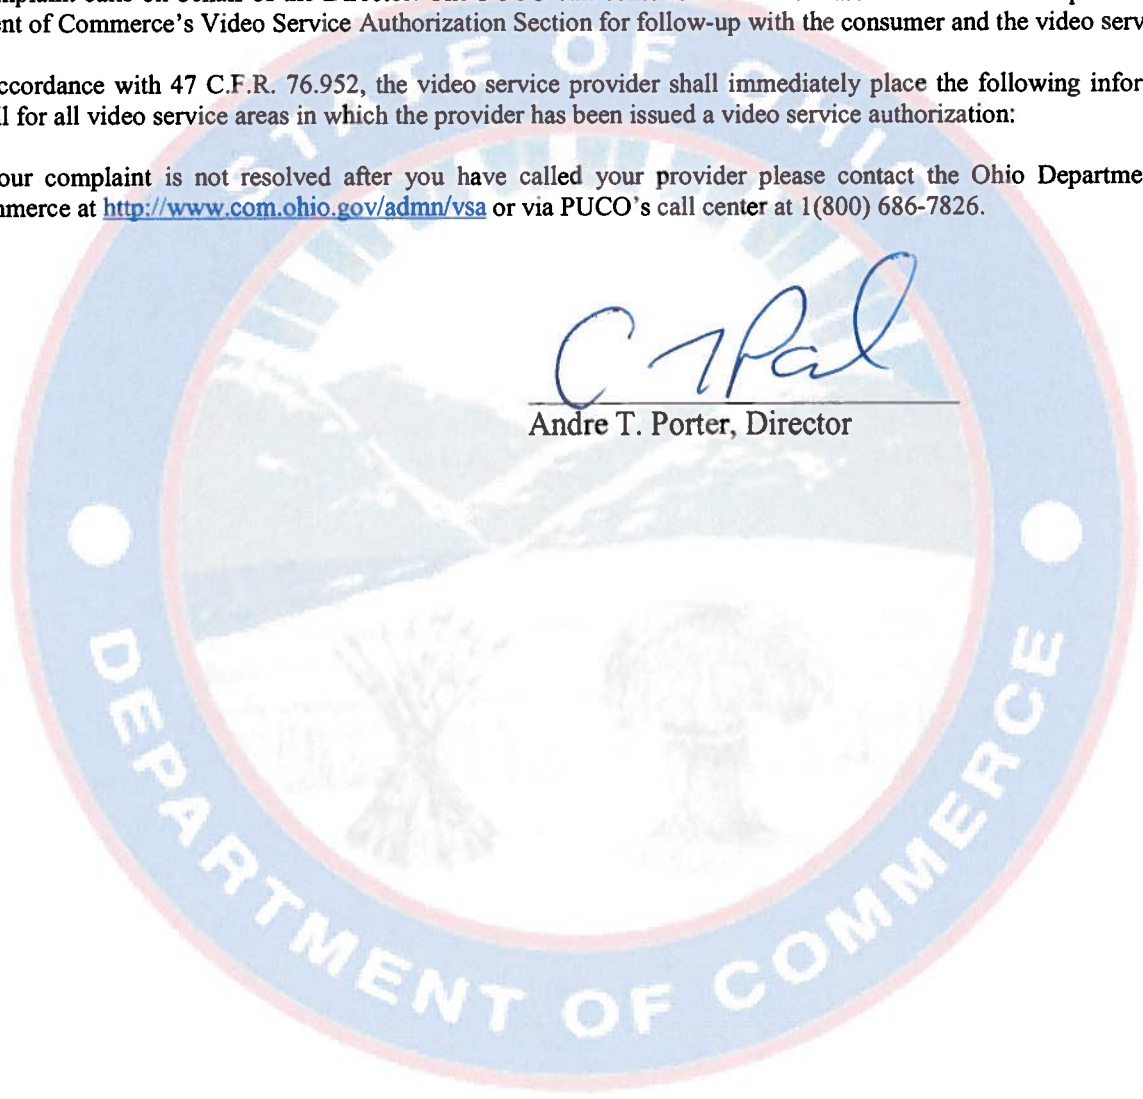 ent of Commerce’s Video Service Authorization Section for follow-up with the consumer and the video serv
ccordance with 47 C.F.R. 76.952, the video service provider shall immediately place the following infor
l for all video service areas in which the provider has been issued a video service authorization:
our complaint is not resolved after you have called your provider please contact the Ohio Departme
mmerce at http://www.com.ohio.gov/admn/vsa or via PUCO’s call center at 1(800) 686-7826.
Andre T. Porter, Director
STATE OF OHIO
DEPARTMENT OF COMMERCE